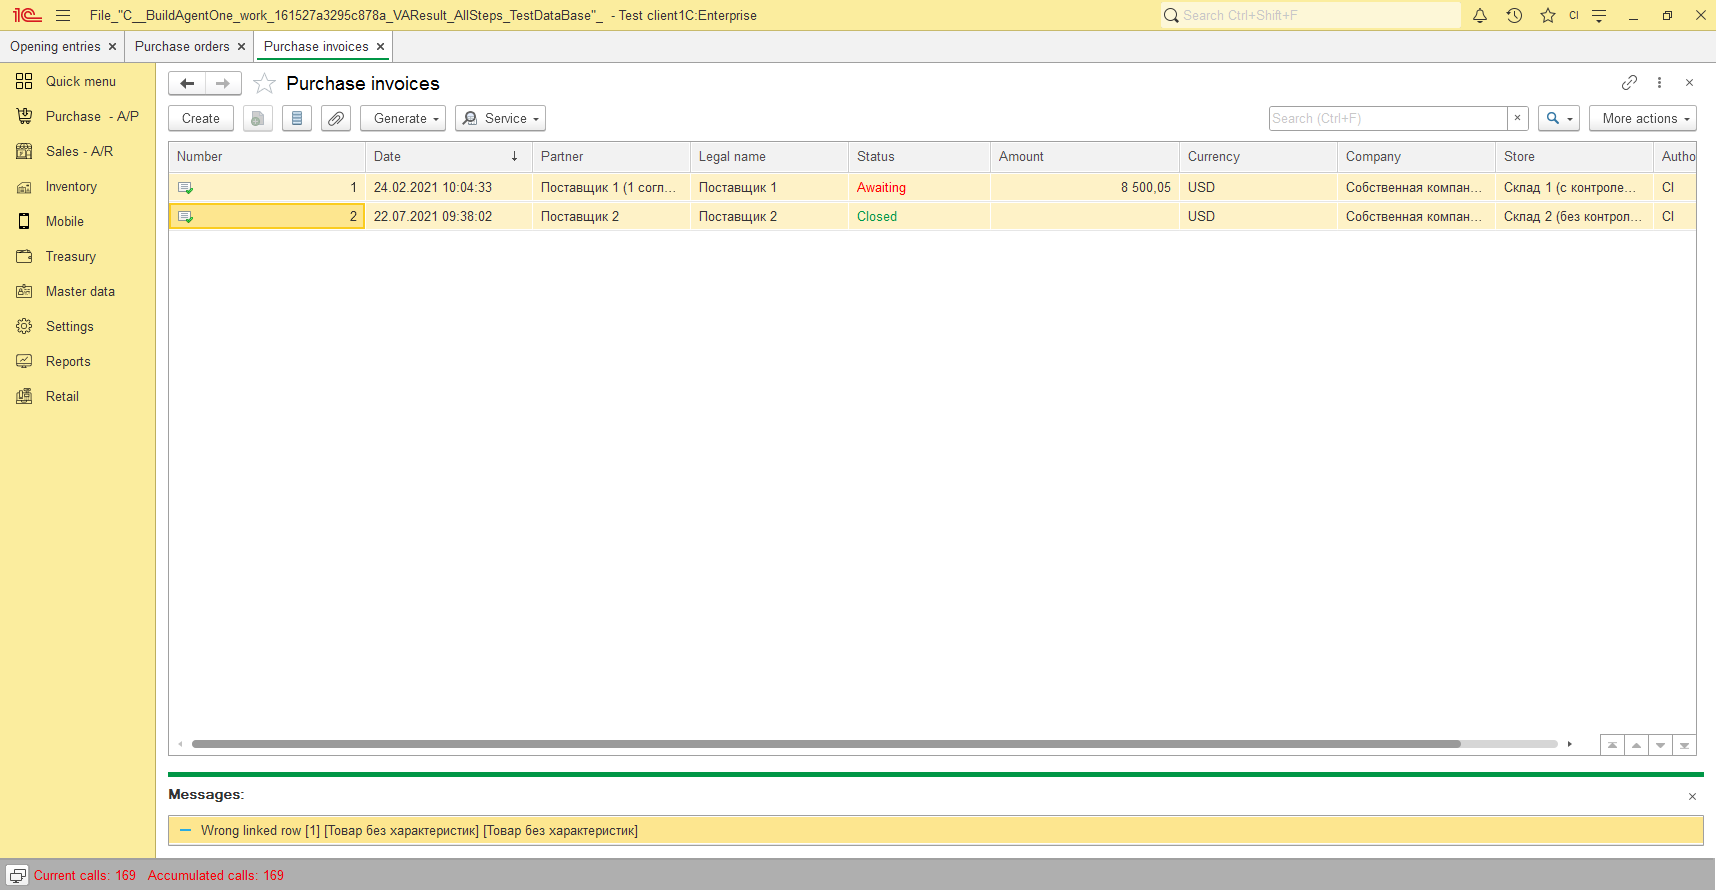 File_"C__BuildAgentOne_work_161527a3295c878a_VAResult_AllSteps_TestDataBase"_ - Test client1C:Enterprise
Search Ctrl+Shift+F
CI
Opening entries
Purchase orders
Purchase invoices
Quick menu
Purchase - A/P
Sales - A/R
Inventory
Mobile
Treasury
Master data
Settings
Reports
Retail
Purchase invoices
Create
Generate
Service
Search (Ctrl+F)
More actions
Number Date Partner Legal name Status Amount Currency Company Store Autho
1 24.02.2021 10:04:33 Поставщик 1 (1 согл... Поставщик 1 Awaiting 8 500,05 USD Собственная компан... Склад 1 (с контроле... CI
2 22.07.2021 09:38:02 Поставщик 2 Поставщик 2 Closed USD Собственная компан... Склад 2 (без контрол... CI
Messages:
Wrong linked row [1] [Товар без характеристик] [Товар без характеристик]
Current calls: 169 Accumulated calls: 169